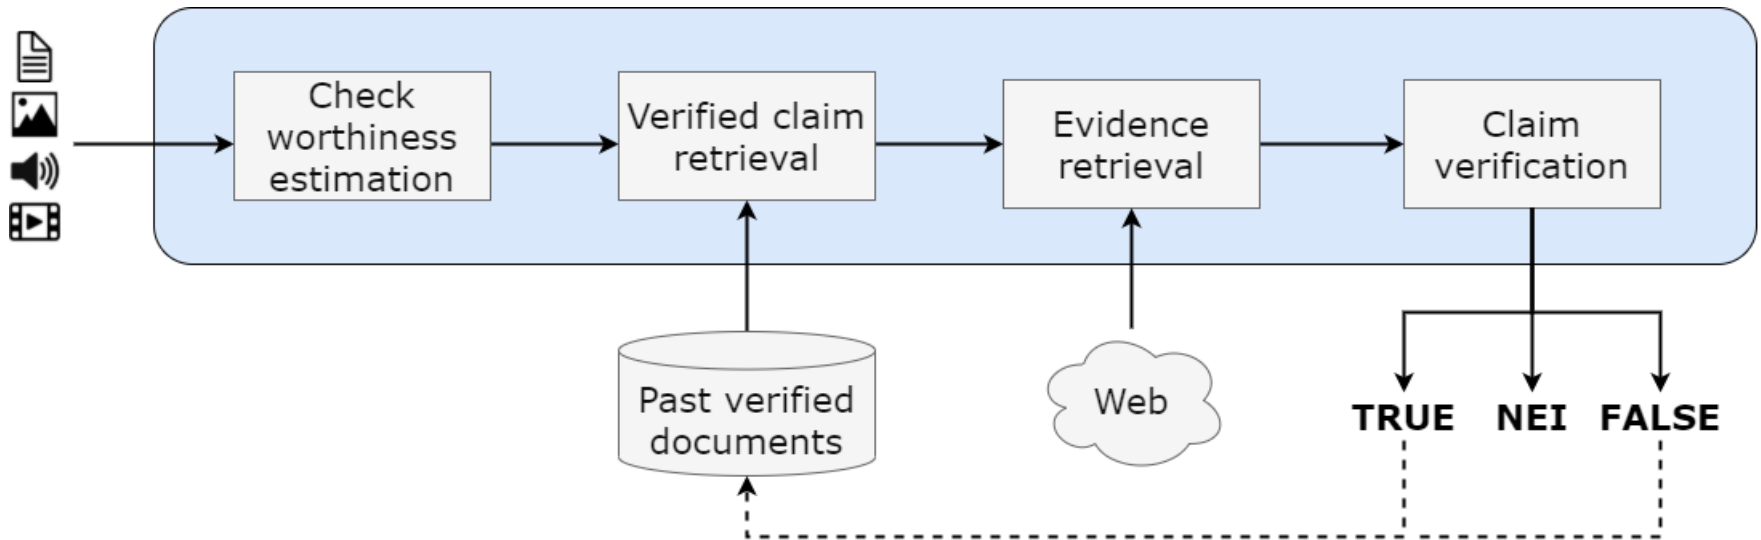 Check
worthiness
estimation
Verified claim
retrieval
Evidence
retrieval
Claim
verification
Past verified
documents
Web
TRUE NEI FALSE